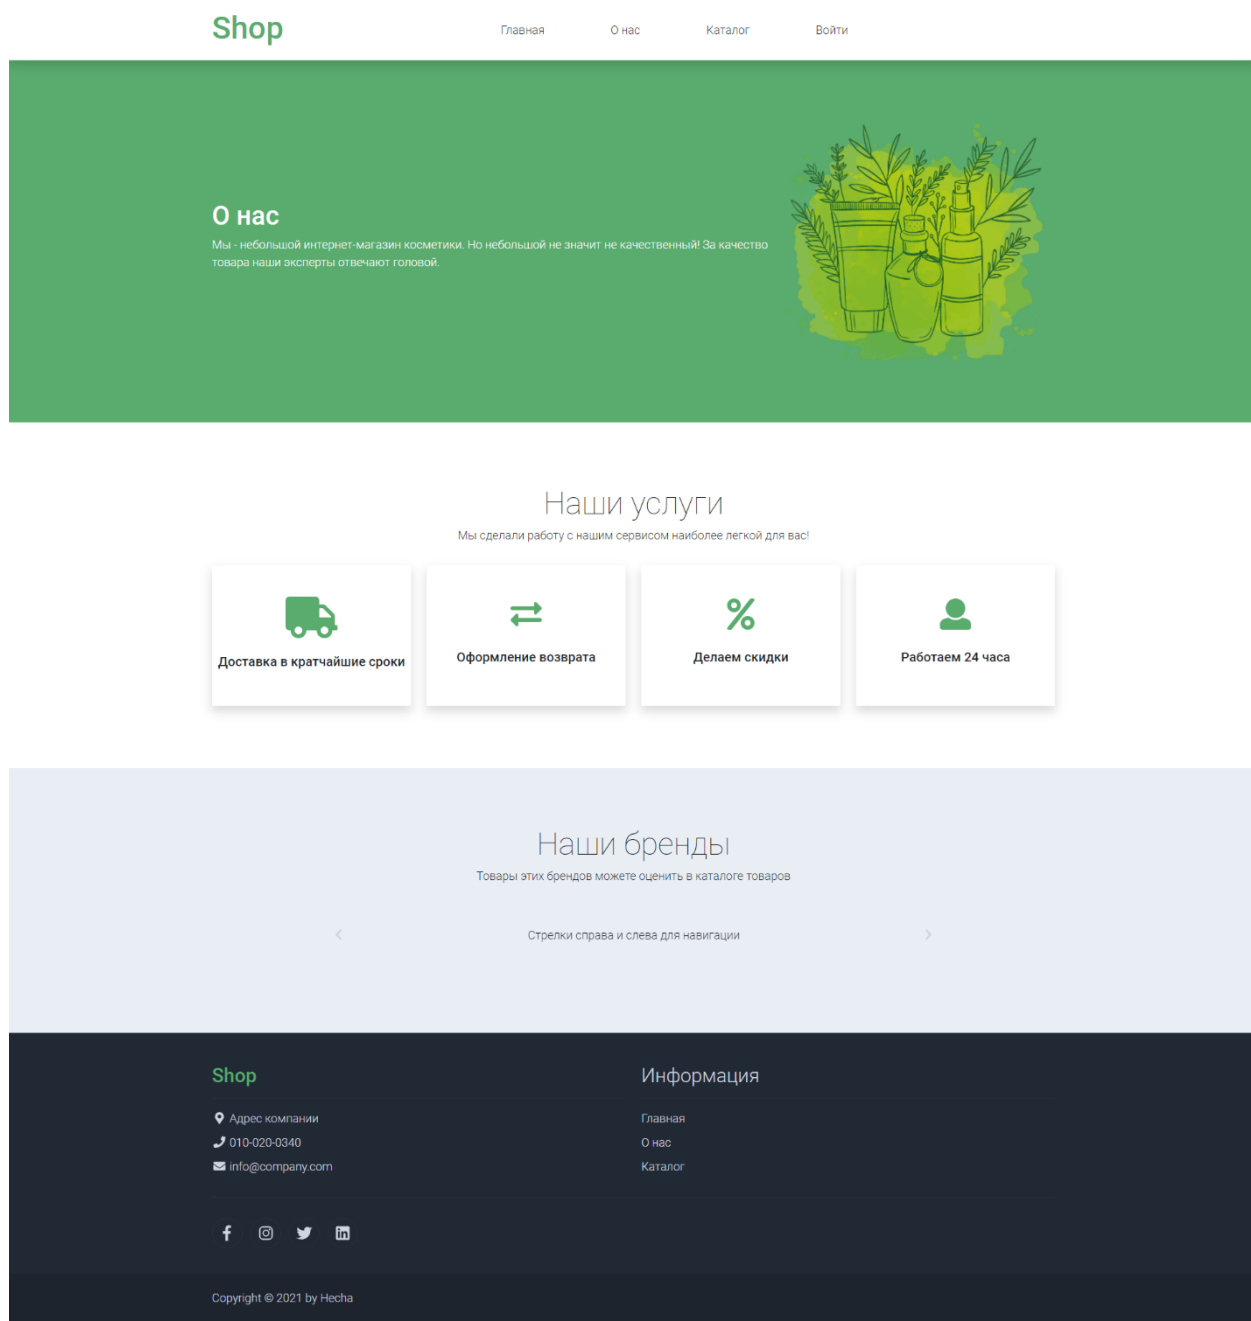 Shop
Главная
О нас
Каталог
Войти
О нас
Мы - небольшой интернет-магазин косметики. Но небольшой не значит не качественный! За качество
товара наши эксперты отвечают головой.
Наши услуги
Мы сделали работу с нашим сервисом наиболее легкой для вас!
Доставка в кратчайшие сроки
Оформление возврата
Делаем скидки
Работаем 24 часа
Наши бренды
Товары этих брендов можете оценить в каталоге товаров
Стрелки справа и слева для навигации
Shop
Адрес компании
010-020-0340
info@company.com
Информация
Главная
О нас
Каталог
Copyright © 2021 by Hecha